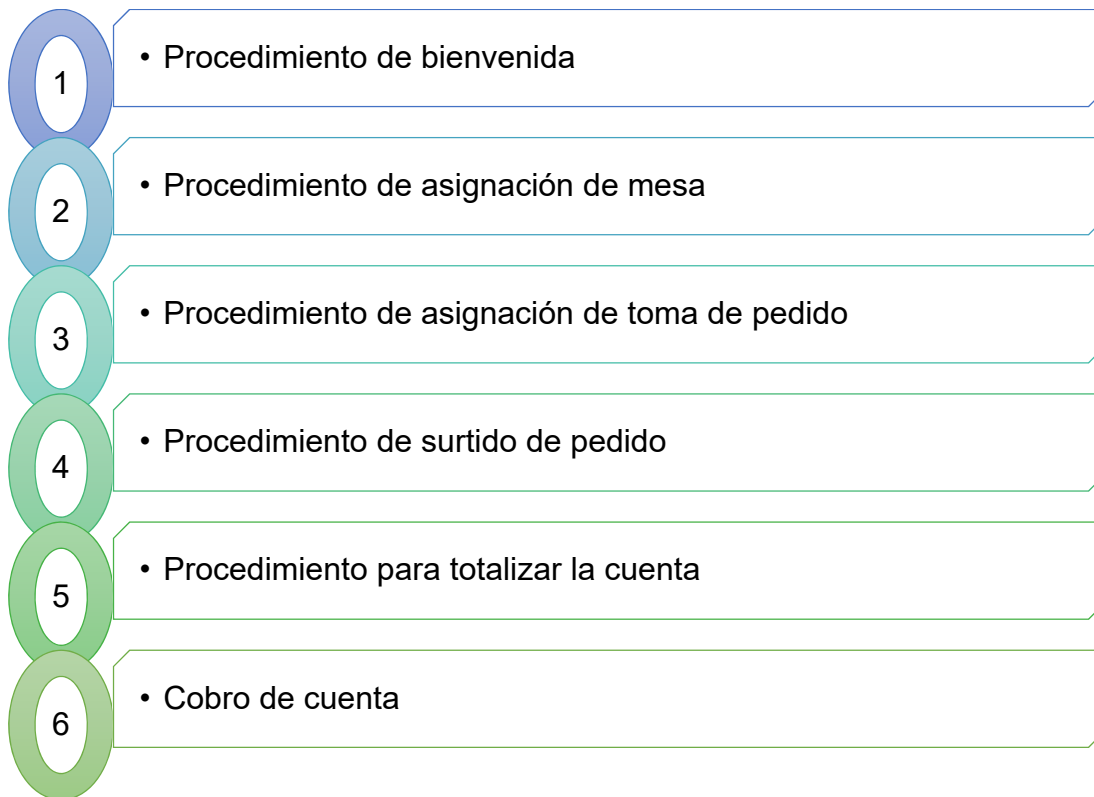 1
• Procedimiento de bienvenida
2
• Procedimiento de asignación de mesa
3
• Procedimiento de asignación de toma de pedido
4
• Procedimiento de surtido de pedido
5
• Procedimiento para totalizar la cuenta
6
• Cobro de cuenta